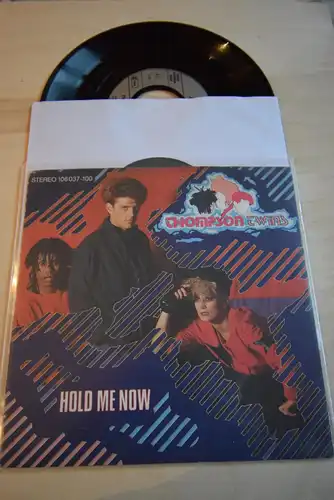 STEREO 106 037-100
THOMPSON TWINS
HOLD ME NOW